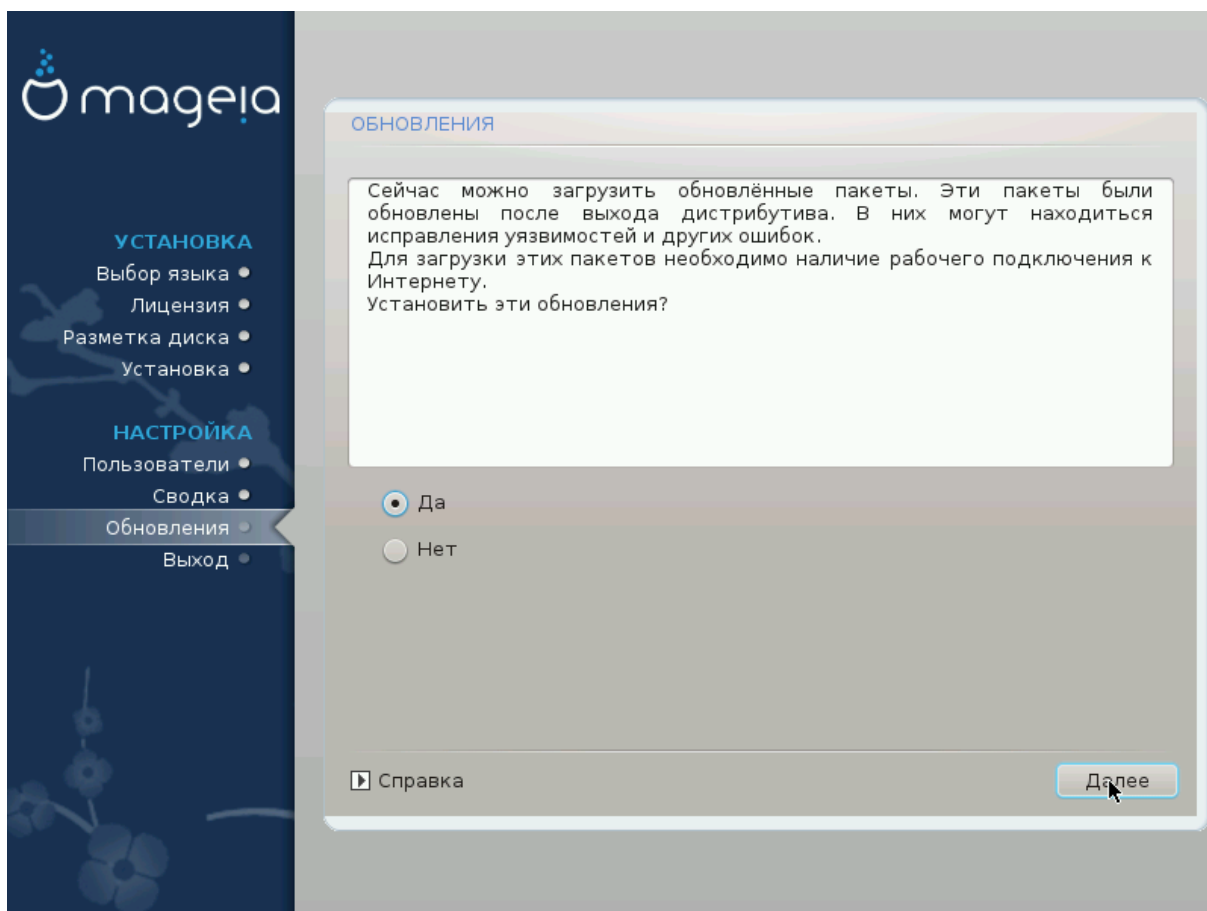 mageia
УСТАНОВКА
Выбор языка
Лицензия
Разметка диска
Установка
НАСТРОЙКА
Пользователи
Сводка
Обновления
Выход
ОБНОВЛЕНИЯ
Сейчас можно загрузить обновлённые пакеты. Эти пакеты были
обновлены после выхода дистрибутива. В них могут находиться
исправления уязвимостей и других ошибок.
Для загрузки этих пакетов необходимо наличие рабочего подключения к
Интернету.
Установить эти обновления?
Да
Нет
Справка
Далее